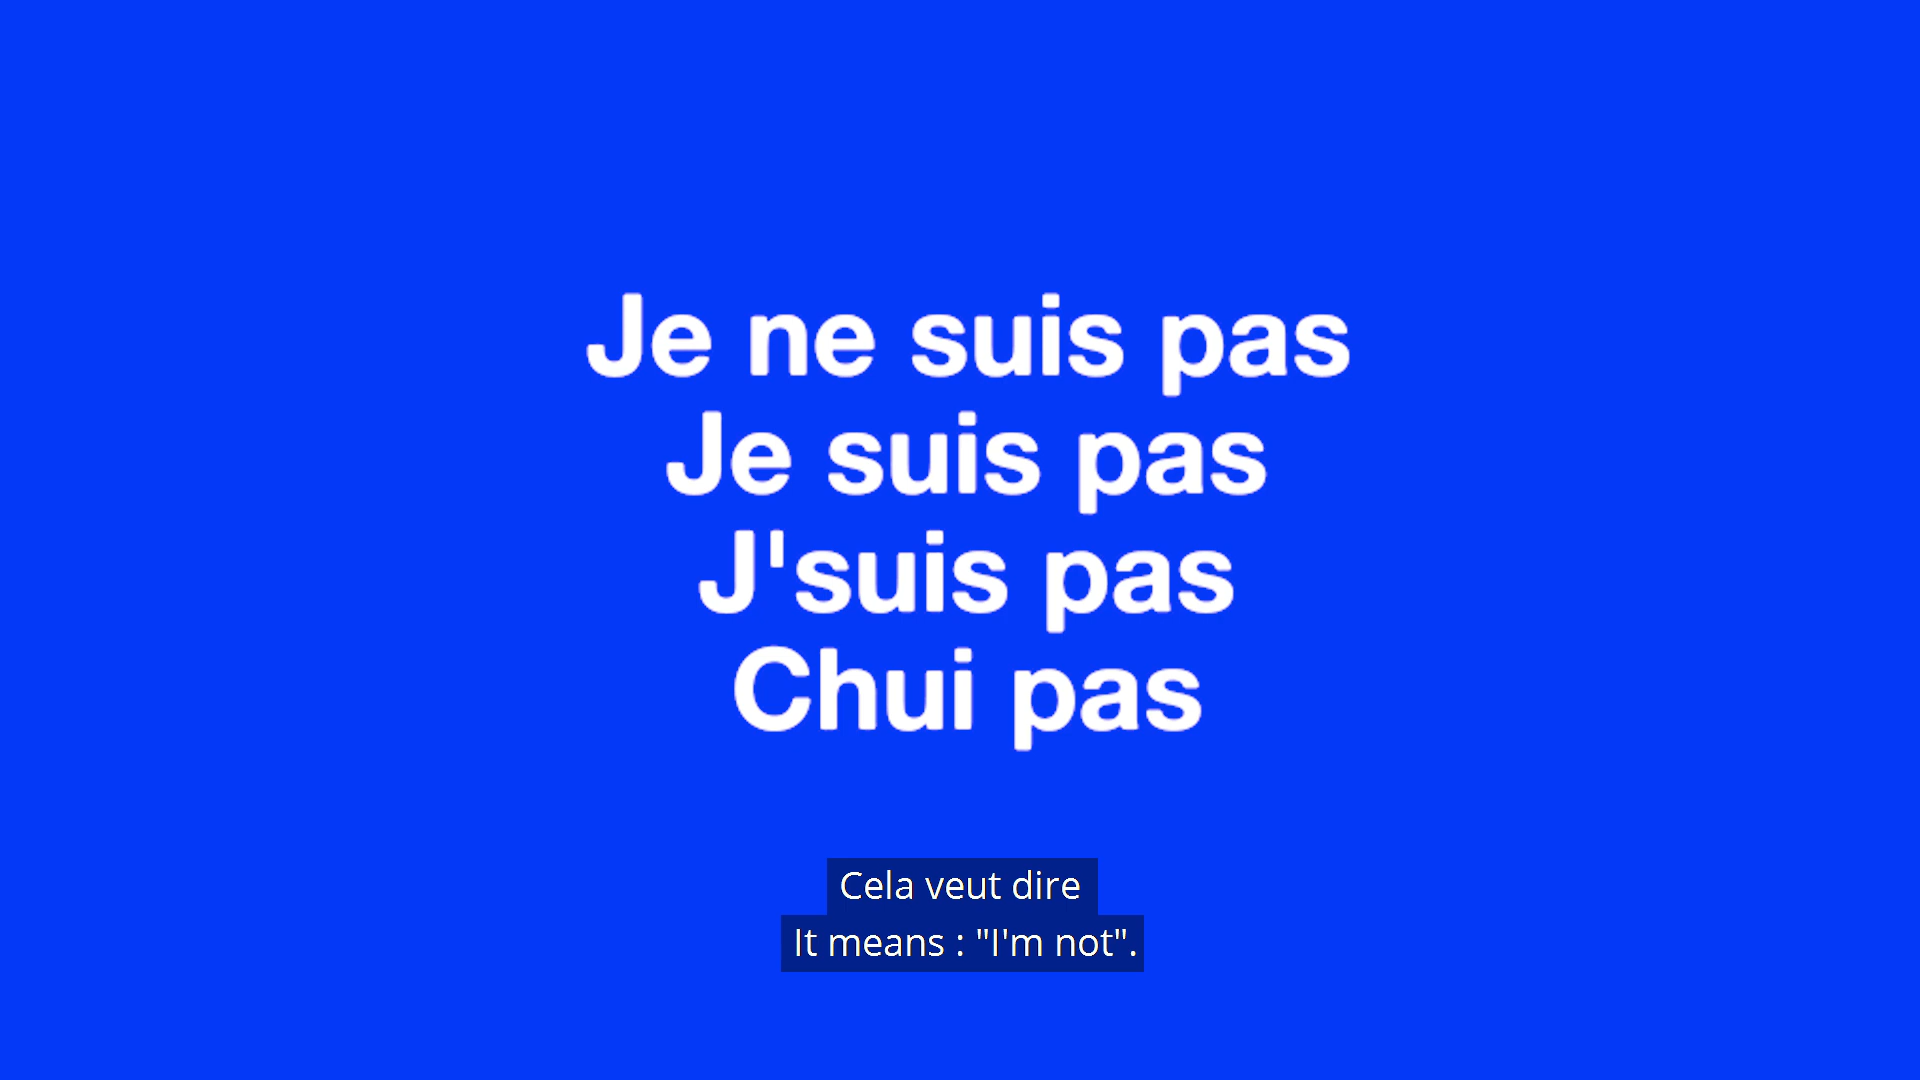 Je ne suis pas
Je suis pas
J'suis pas
Chui pas
Cela veut dire
It means : "I'm not".